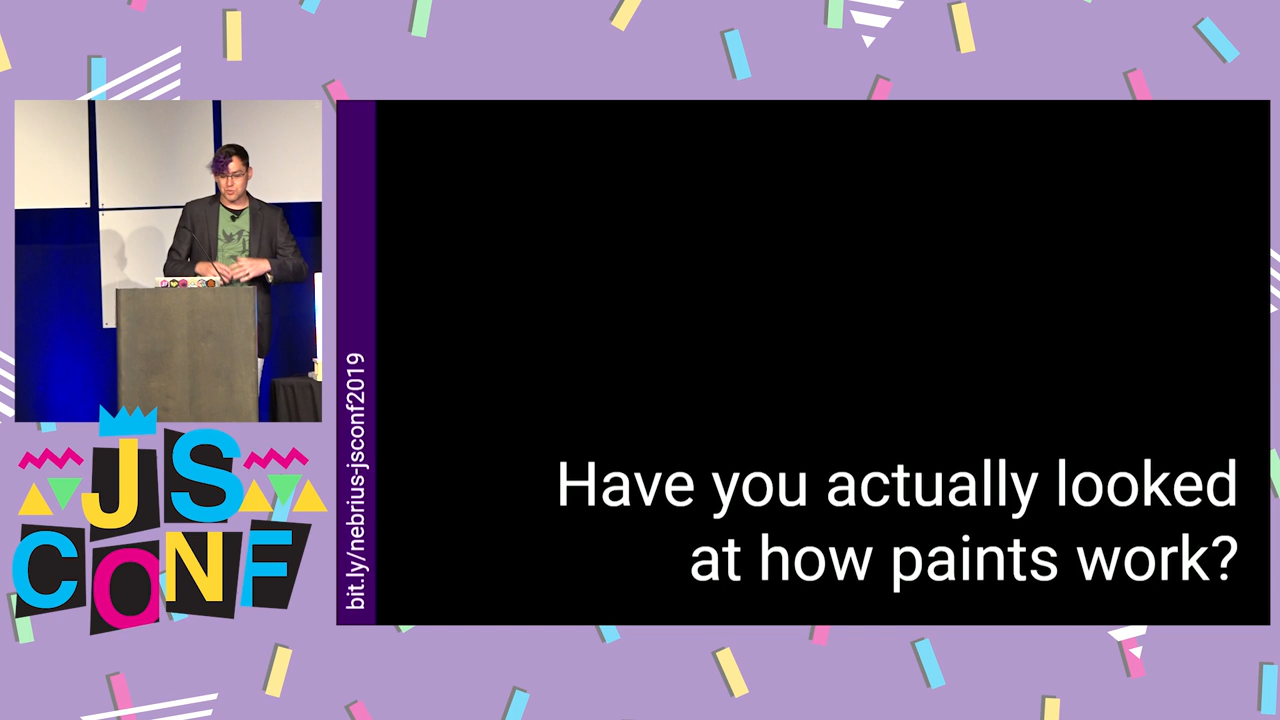 JS
CONF
bit.ly/nebrius-jsconf2019
Have you actually looked
at how paints work?